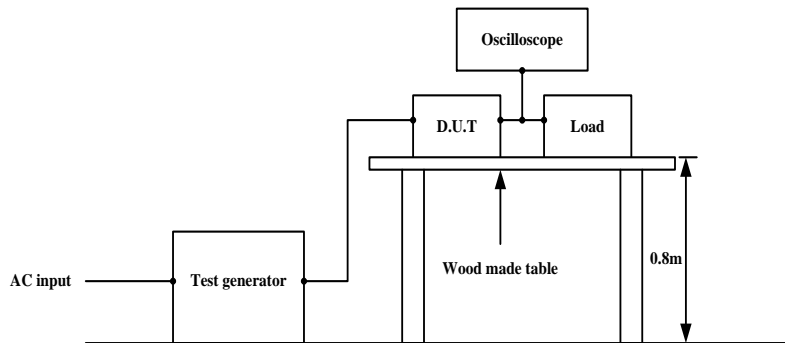 Oscilloscope
D.U.T
Load
Wood made table
0.8m
AC input
Test generator